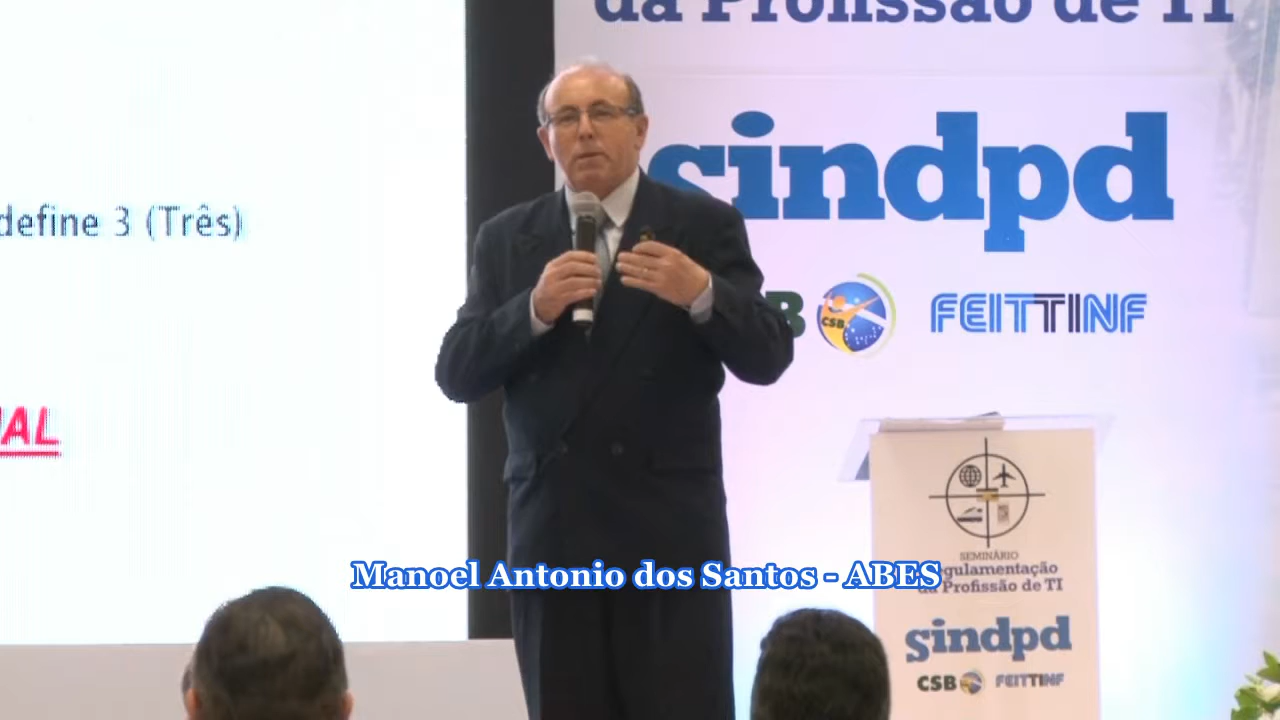 da Profissão de TI
sindpd
define 3 (Três)
CSB
FEITTINF
AL
SEMINÁRIO
Regulamentação
da Profissão de TI
Manoel Antonio dos Santos - ABES
sindpd
CSB FEITTINF